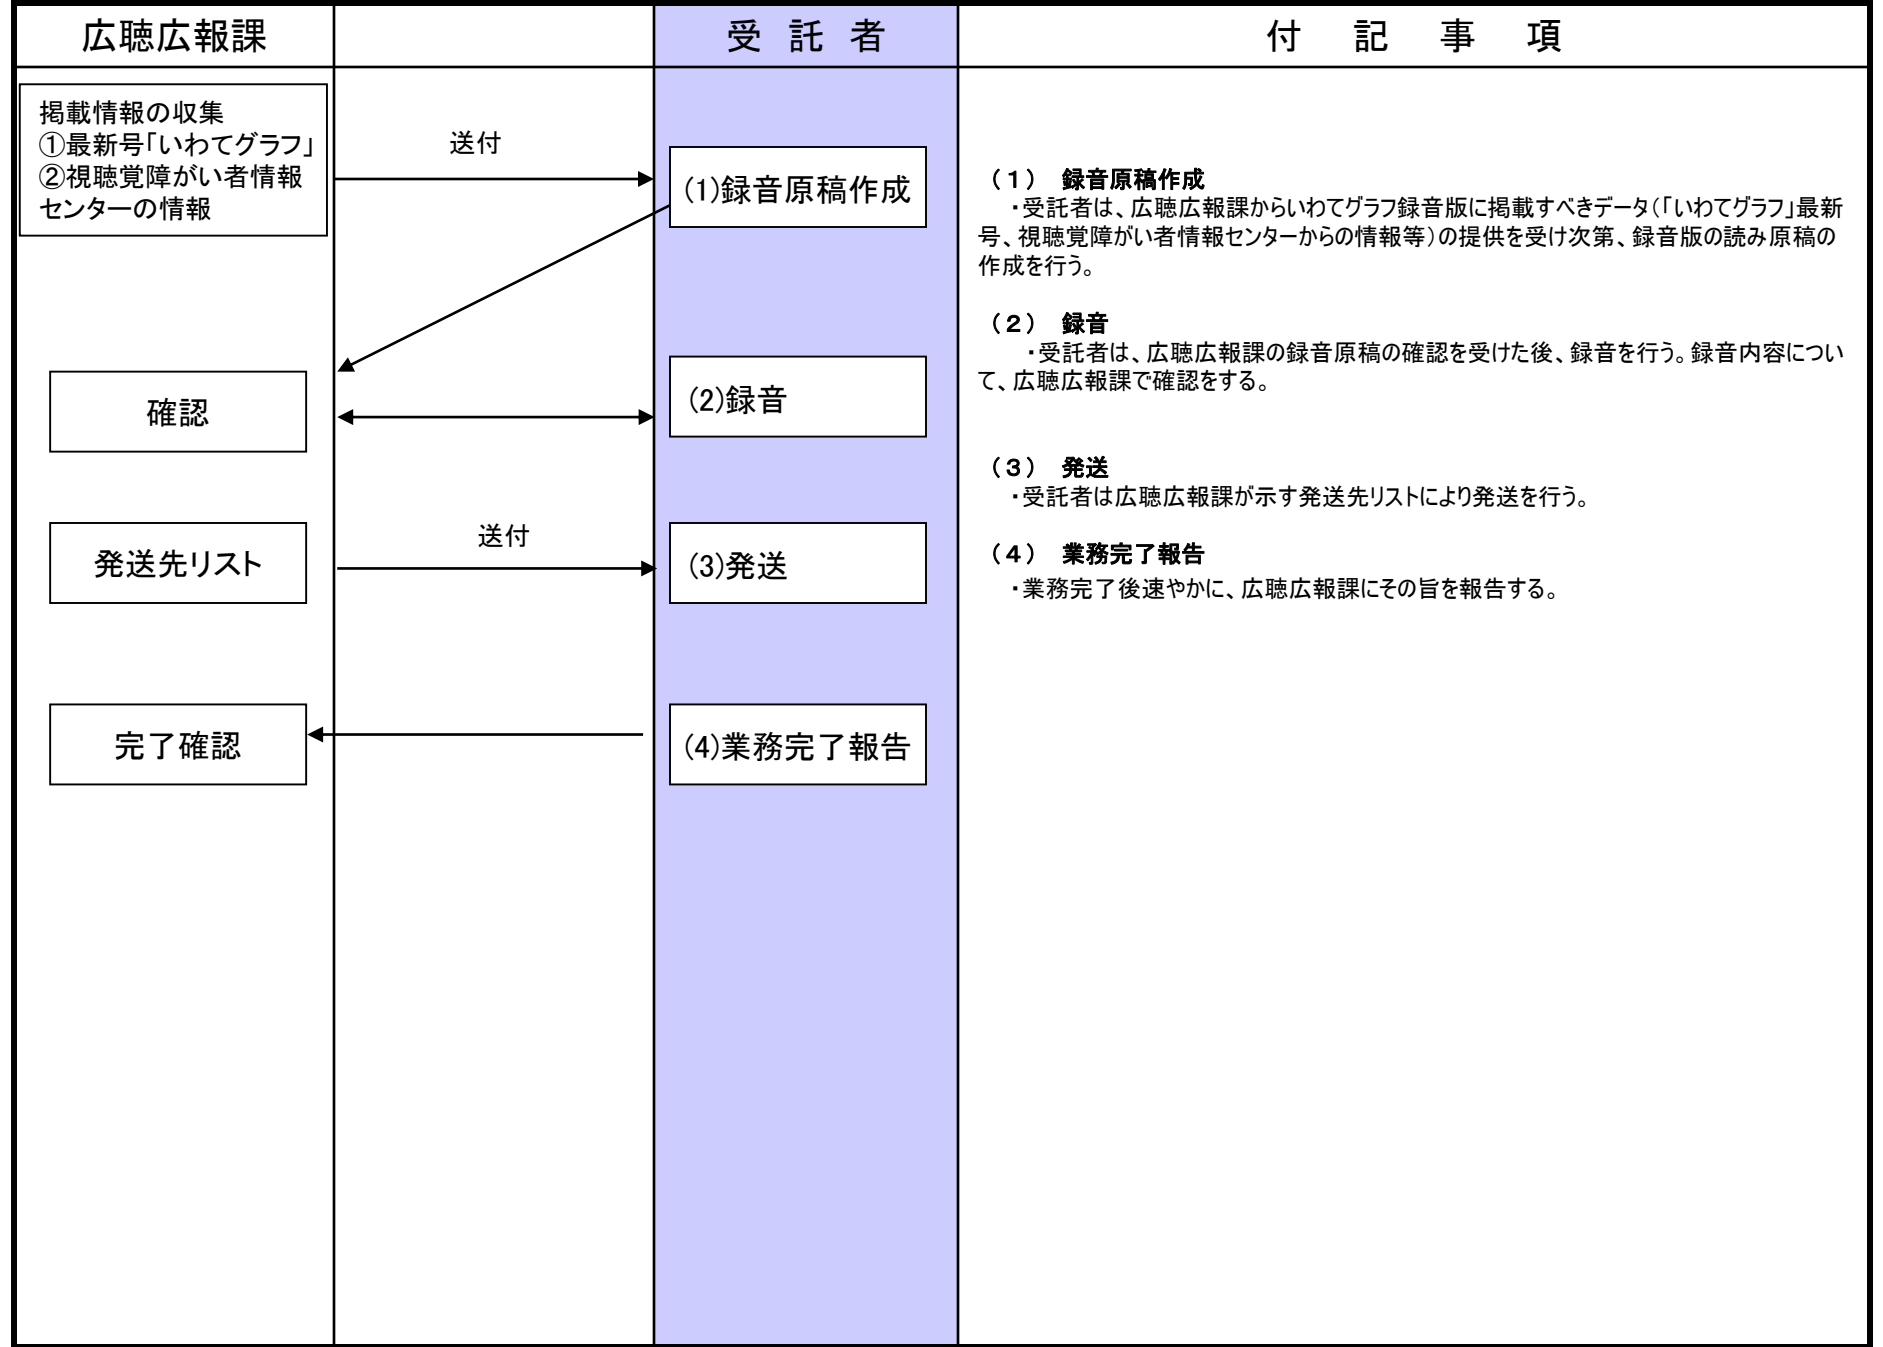 広聴広報課
受 託 者
付 記 事 項
掲載情報の収集
①最新号「いわてグラフ」
②視聴覚障がい者情報
センターの情報
送付
(1)録音原稿作成
確認
(2)録音
発送先リスト
送付
(3)発送
完了確認
(4)業務完了報告
（１） 録音原稿作成
・受託者は、広聴広報課からいわてグラフ録音版に掲載すべきデータ（「いわてグラフ」最新
号、視聴覚障がい者情報センターからの情報等）の提供を受け次第、録音版の読み原稿の
作成を行う。
（２） 録音
・受託者は、広聴広報課の録音原稿の確認を受けた後、録音を行う。録音内容につい
て、広聴広報課で確認をする。
（３） 発送
・受託者は広聴広報課が示す発送先リストにより発送を行う。
（４） 業務完了報告
・業務完了後速やかに、広聴広報課にその旨を報告する。